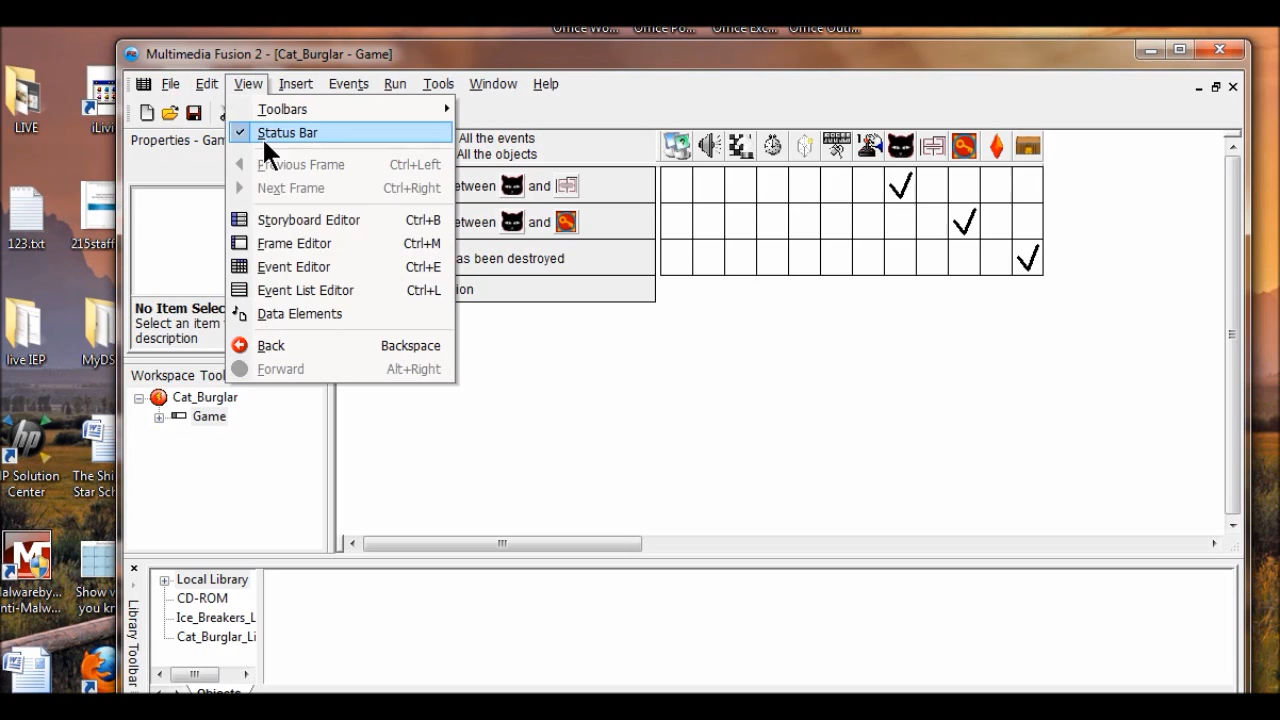 Office Wo... Office Po... Office Exc... Office Outl...
Multimedia Fusion 2 - [Cat_Burglar - Game]
File Edit View Insert Events Run Tools Window Help
LIVE
iLivi
Toolbars
Status Bar
Previous Frame Ctrl+Left
Next Frame Ctrl+Right
Storyboard Editor Ctrl+B
Frame Editor Ctrl+M
Event Editor Ctrl+E
Event List Editor Ctrl+L
Data Elements
Back Backspace
Forward Alt+Right
Properties - Gam
All the events
All the objects
etween and
etween and
as been destroyed
ion
123.txt
215staff
No Item Selec
Select an item
description
live IEP
MyDS
Workspace Tool
Cat_Burglar
Game
hp
IP Solution
Center
The Shi
Star Sch
Malwareby...
Anti-Malw...
Show w
you kn
Library Toolbar
Local Library
CD-ROM
Ice_Breakers_L
Cat_Burglar_Li
Objects